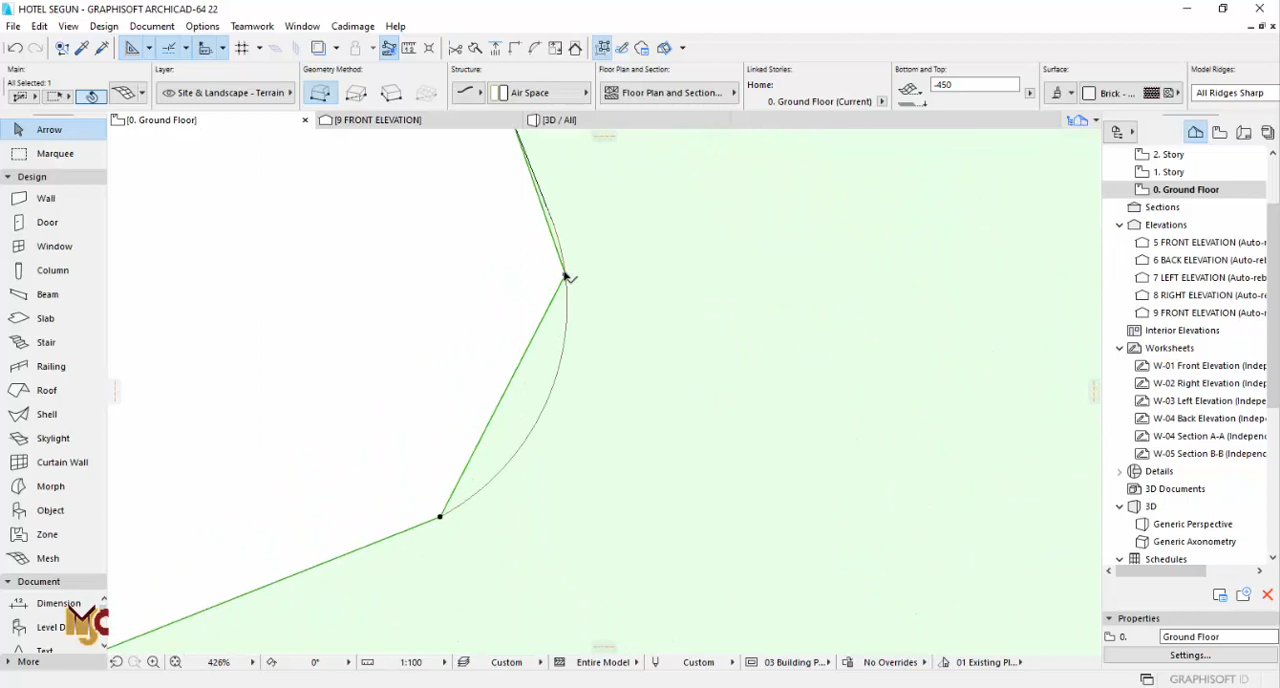 HOTEL SEGUN - GRAPHISOFT ARCHICAD-64 22
File Edit View Design Document Options Teamwork Window Cadimage Help
Main:
All Selected: 1
Layer:
Site & Landscape - Terrain
Geometry Method:
Structure:
Air Space
Floor Plan and Section:
Floor Plan and Section...
Linked Stories:
Home: 0. Ground Floor (Current)
Bottom and Top:
-450
Surface:
Brick - ...
Model Ridges:
All Ridges Sharp
[0. Ground Floor]
[9 FRONT ELEVATION]
[3D / All]
Arrow
Marquee
Design
Wall
Door
Window
Column
Beam
Slab
Stair
Railing
Roof
Shell
Skylight
Curtain Wall
Morph
Object
Zone
Mesh
Document
Dimension
Level D
Text
More
2. Story
1. Story
0. Ground Floor
Sections
Elevations
5 FRONT ELEVATION (Auto-reb
6 BACK ELEVATION (Auto-reb
7 LEFT ELEVATION (Auto-reb
8 RIGHT ELEVATION (Auto-re
9 FRONT ELEVATION (Auto-reb
Interior Elevations
Worksheets
W-01 Front Elevation (Indep
W-02 Right Elevation (Indep
W-03 Left Elevation (Indepe
W-04 Back Elevation (Indep
W-04 Section A-A (Independ
W-05 Section B-B (Independ
Details
3D Documents
3D
Generic Perspective
Generic Axonometry
Schedules
Properties
0. Ground Floor
Settings...
426% 0° 1:100 Custom Entire Model Custom 03 Building P... No Overrides 01 Existing Pl...
GRAPHISOFT ID